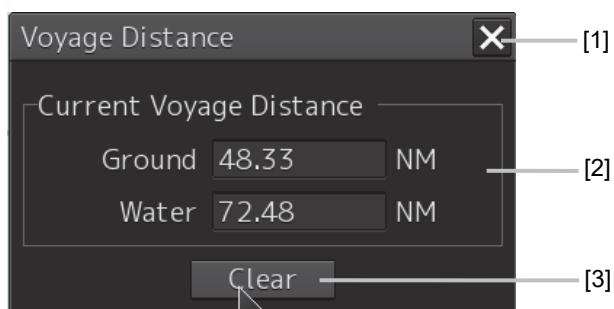 Voyage Distance [1]
Current Voyage Distance
Ground 48.33 NM
[2]
Water 72.48 NM
Clear [3]